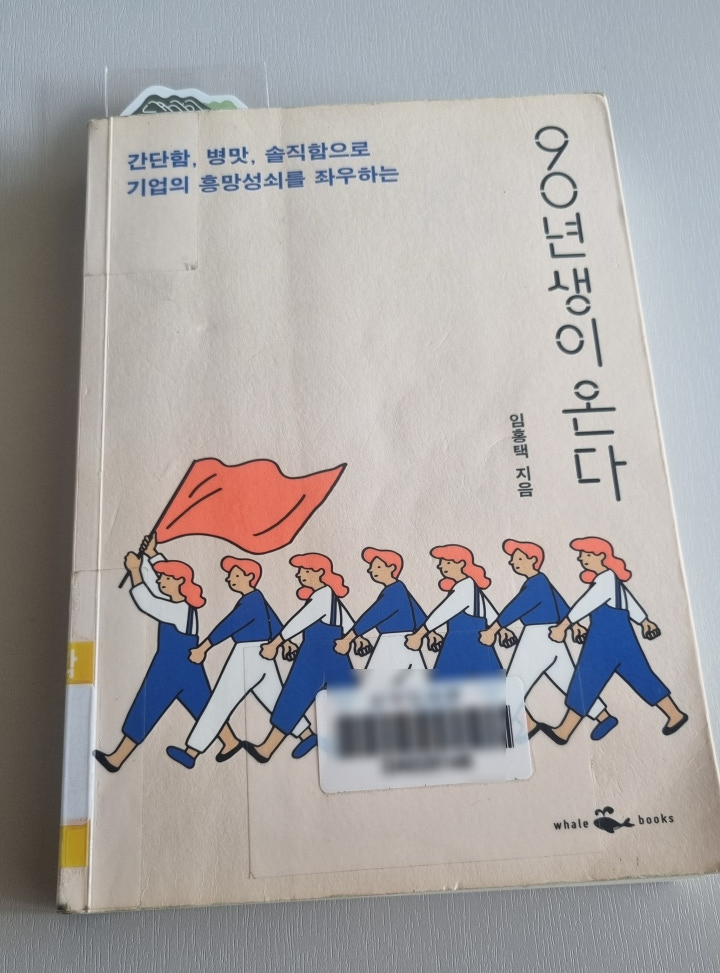 간단함, 병맛, 솔직함으로
기업의 흥망성쇠를 좌우하는
90년생이 온다
임홍택 지음
whale books